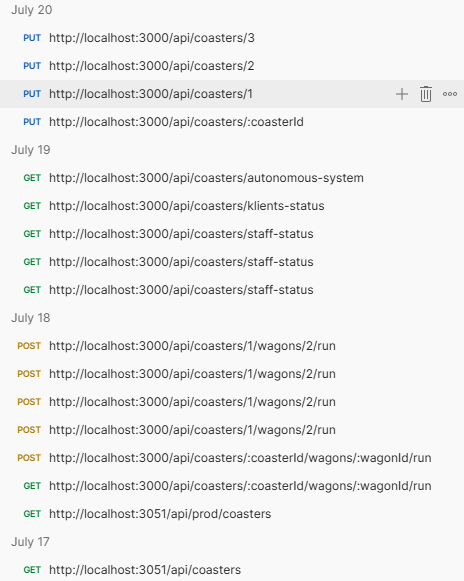 July 20
PUT http://localhost:3000/api/coasters/3
PUT http://localhost:3000/api/coasters/2
PUT http://localhost:3000/api/coasters/1
PUT http://localhost:3000/api/coasters/:coasterId
July 19
GET http://localhost:3000/api/coasters/autonomous-system
GET http://localhost:3000/api/coasters/klients-status
GET http://localhost:3000/api/coasters/staff-status
GET http://localhost:3000/api/coasters/staff-status
GET http://localhost:3000/api/coasters/staff-status
July 18
POST http://localhost:3000/api/coasters/1/wagons/2/run
POST http://localhost:3000/api/coasters/1/wagons/2/run
POST http://localhost:3000/api/coasters/1/wagons/2/run
POST http://localhost:3000/api/coasters/1/wagons/2/run
POST http://localhost:3000/api/coasters/:coasterId/wagons/:wagonId/run
GET http://localhost:3000/api/coasters/:coasterId/wagons/:wagonId/run
GET http://localhost:3051/api/prod/coasters
July 17
GET http://localhost:3051/api/coasters